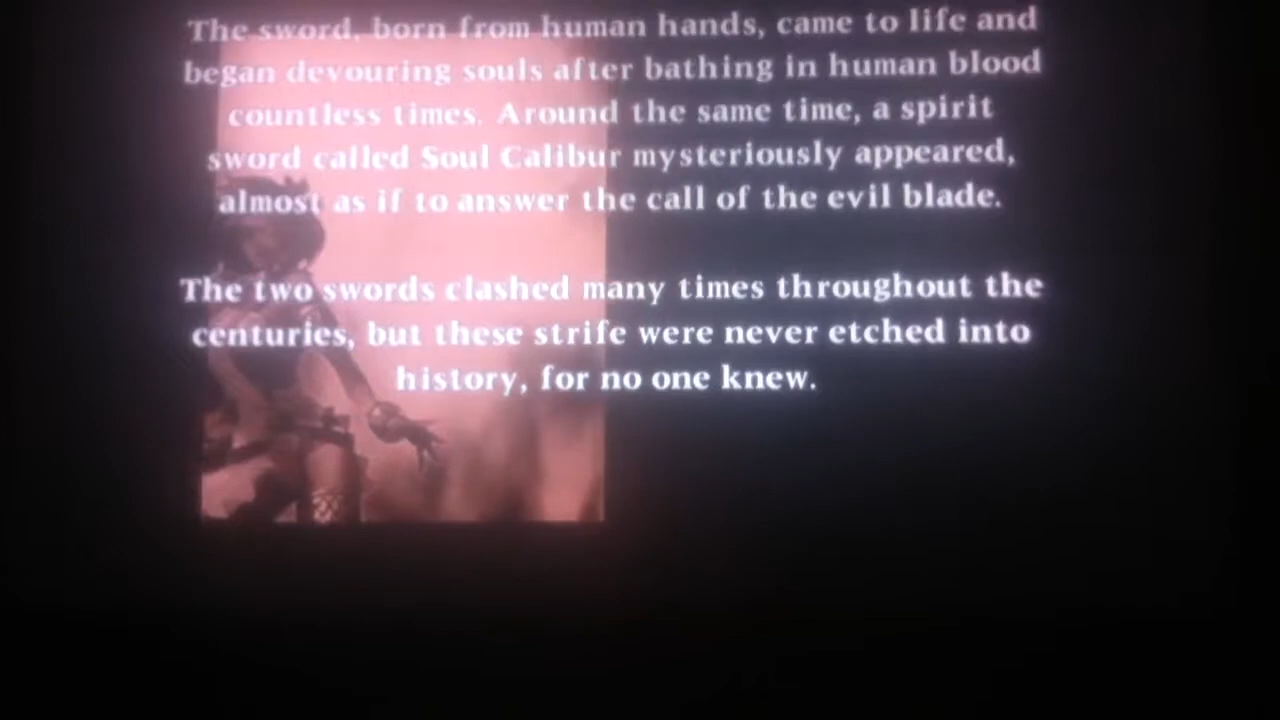 The sword, born from human hands, came to life and
began devouring souls after bathing in human blood
countless times. Around the same time, a spirit
sword called Soul Calibur mysteriously appeared,
almost as if to answer the call of the evil blade.
The two swords clashed many times throughout the
centuries, but these strife were never etched into
history, for no one knew.